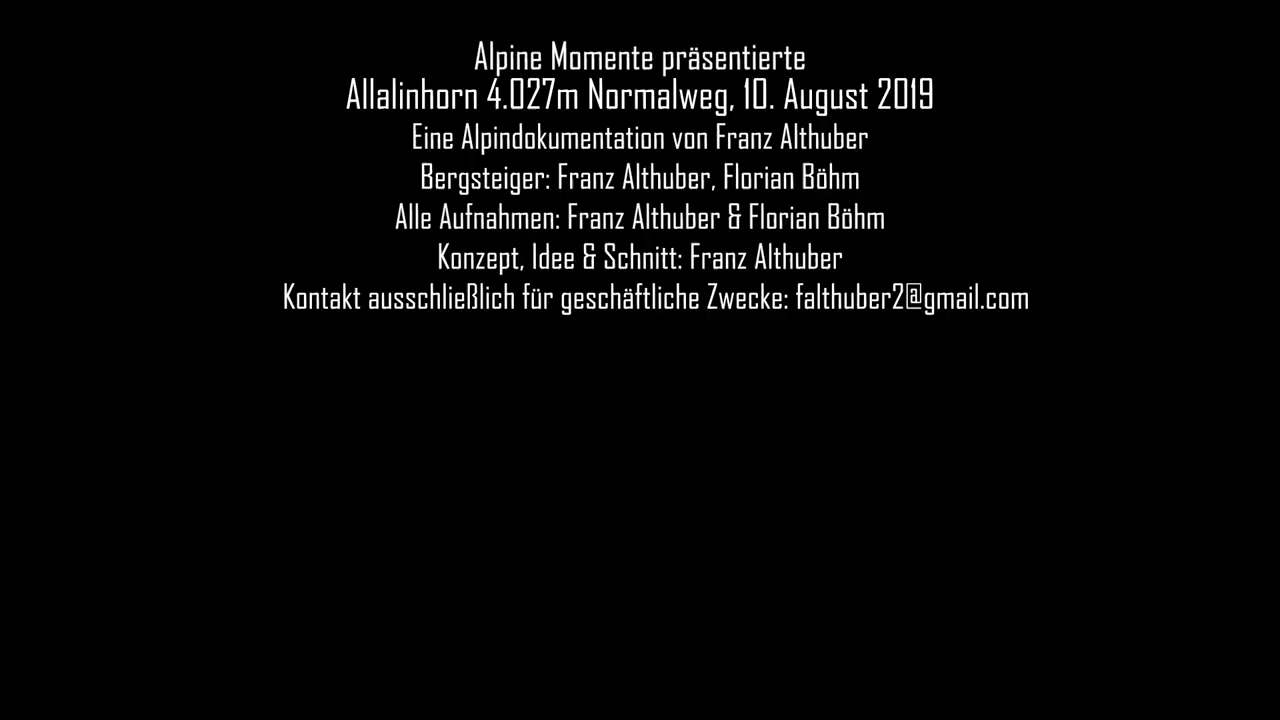 Alpine Momente präsentierte
Allalinhorn 4.027m Normalweg, 10. August 2019
Eine Alpindokumentation von Franz Althuber
Bergsteiger: Franz Althuber, Florian Böhm
Alle Aufnahmen: Franz Althuber & Florian Böhm
Konzept, Idee & Schnitt: Franz Althuber
Kontakt ausschließlich für geschäftliche Zwecke: falthuber2@gmail.com